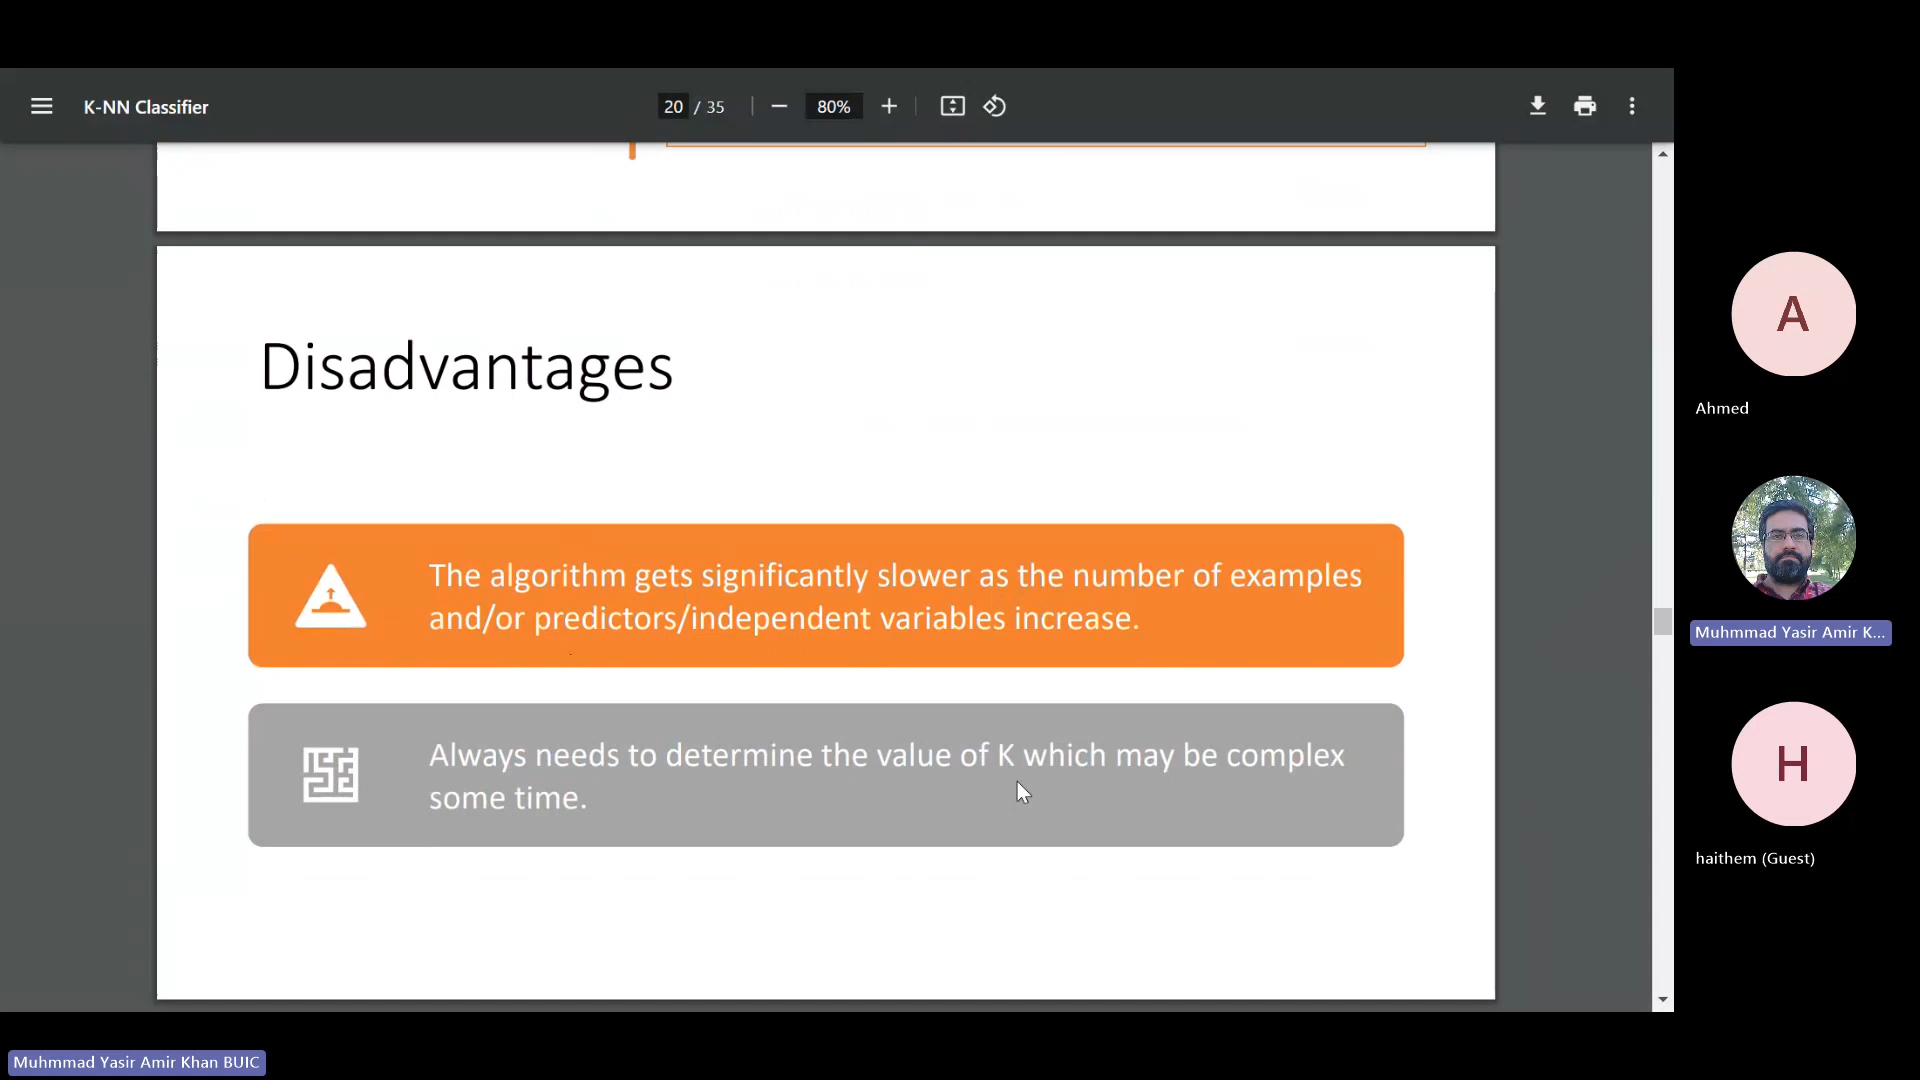 K-NN Classifier
20 / 35
80%
Disadvantages
The algorithm gets significantly slower as the number of examples
and/or predictors/independent variables increase.
Always needs to determine the value of K which may be complex
some time.
A
Ahmed
Muhmmad Yasir Amir K...
H
haithem (Guest)
Muhmmad Yasir Amir Khan BUIC